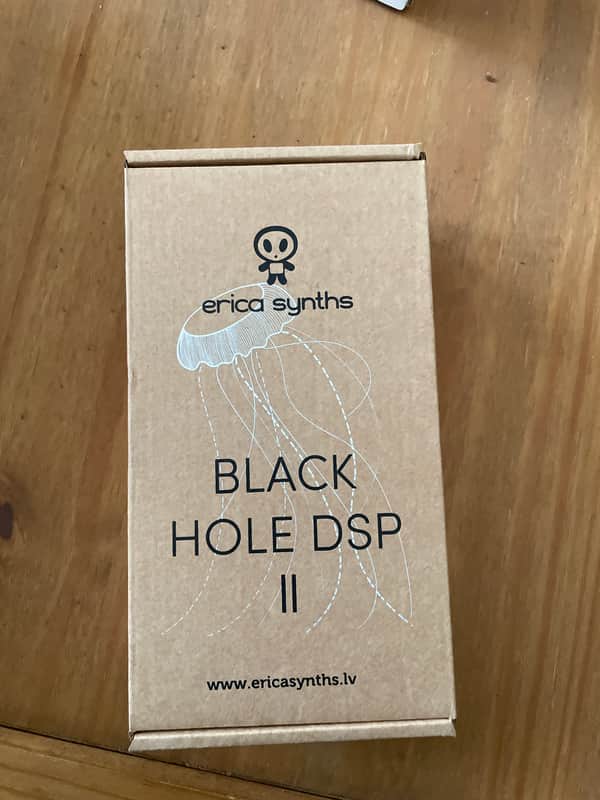 erica synths
BLACK
HOLE DSP
II
www.ericasynths.lv